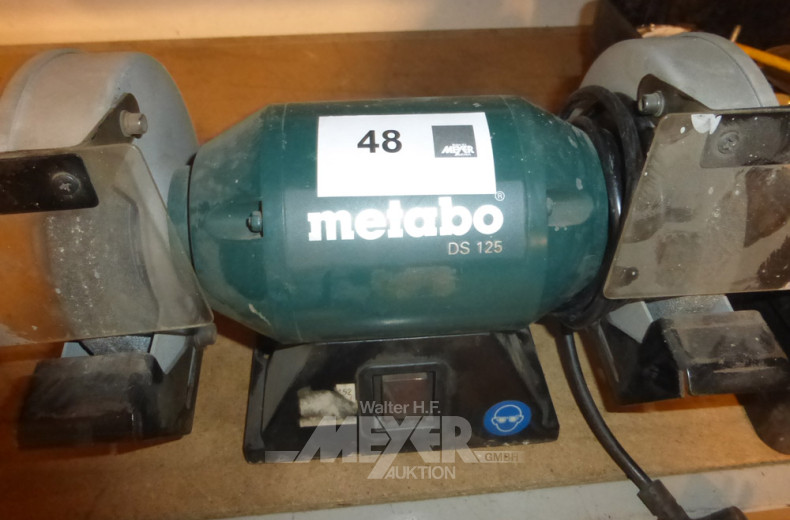 48
MEYER
metabo®
DS 125
Walter H.F.
MEYER
GMBH
AUKTION